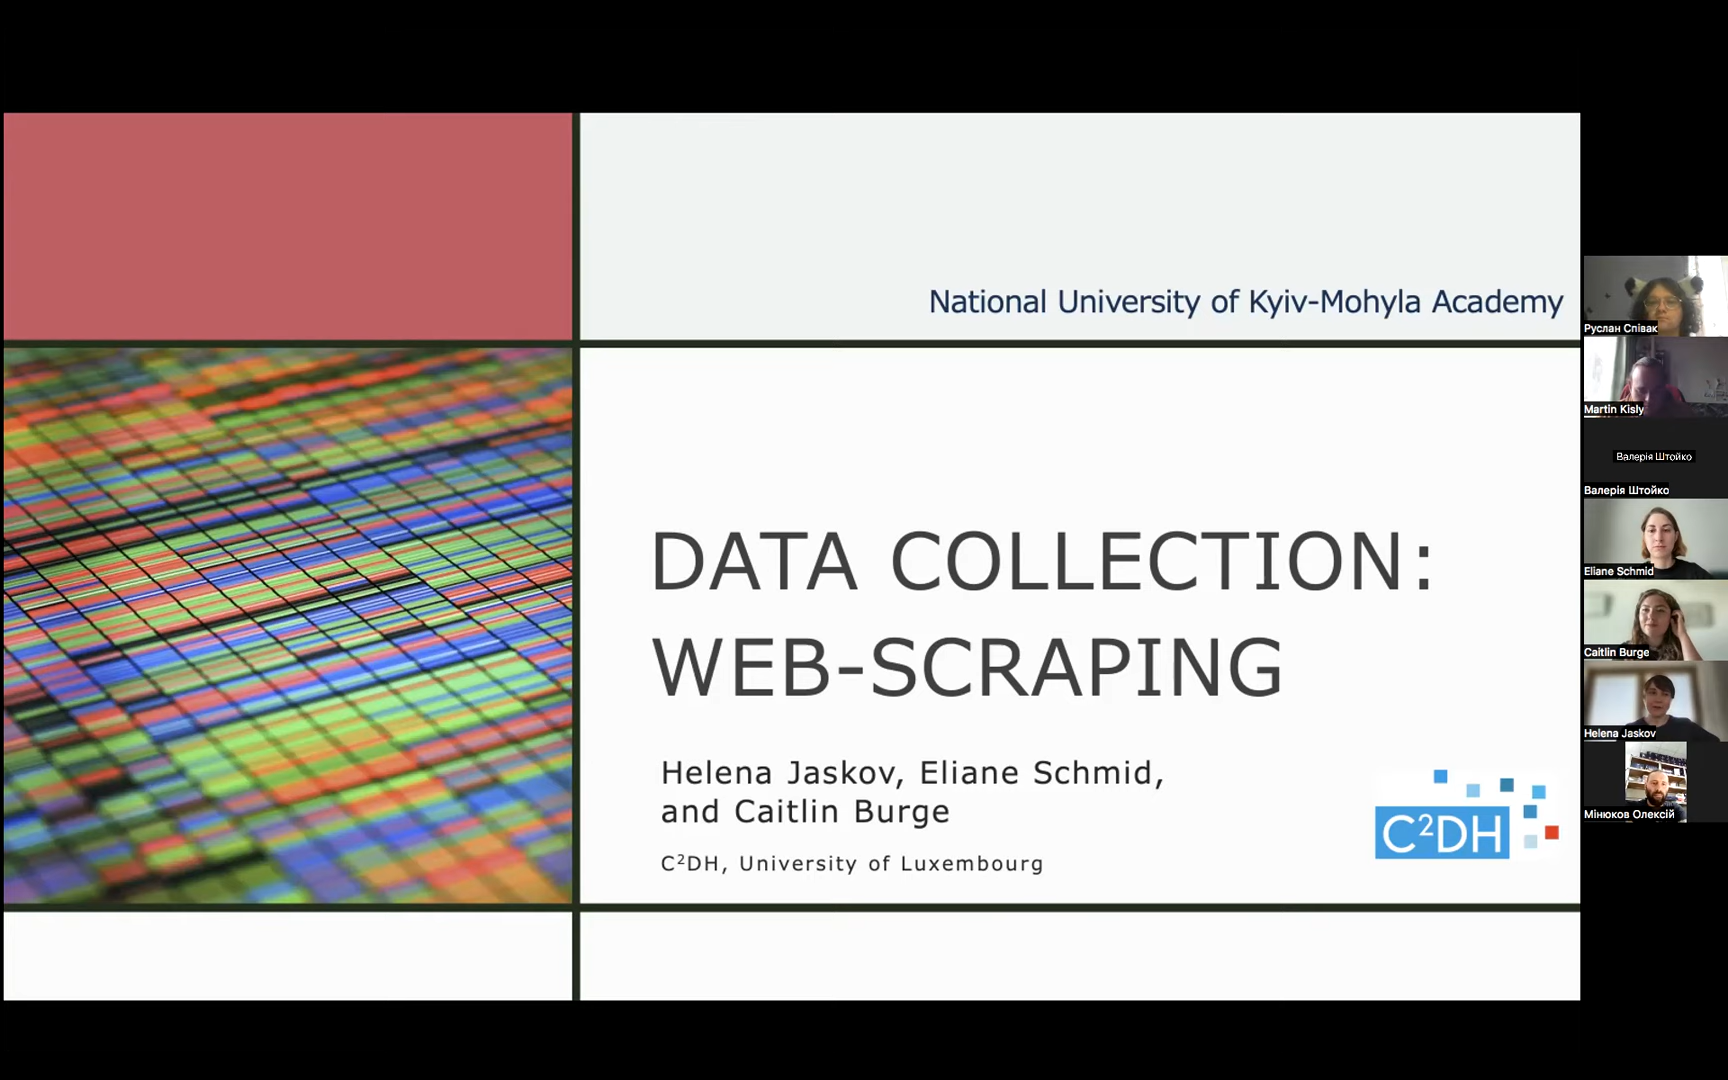 National University of Kyiv-Mohyla Academy
DATA COLLECTION:
WEB-SCRAPING
Helena Jaskov, Eliane Schmid,
and Caitlin Burge
C²DH, University of Luxembourg
C²DH
Руслан Співак
Martin Kisly
Валерія Штойко
Валерія Штойко
Eliane Schmid
Caitlin Burge
Helena Jaskov
Мінюков Олексій